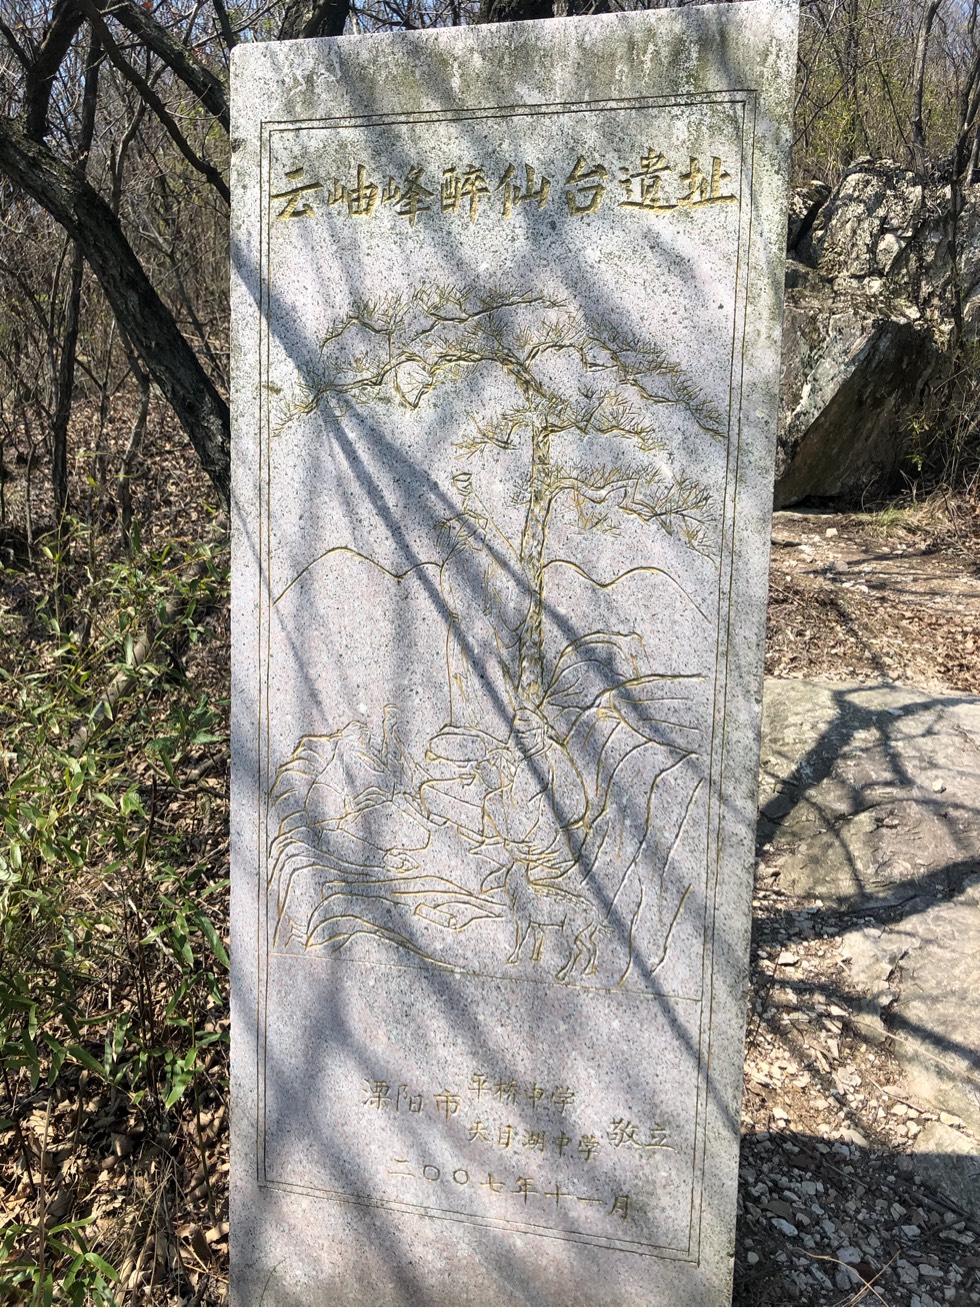 云岫峰醉仙台遺址
溧阳市 平桥中学
天目湖中学 敬立
二〇〇七年十一月